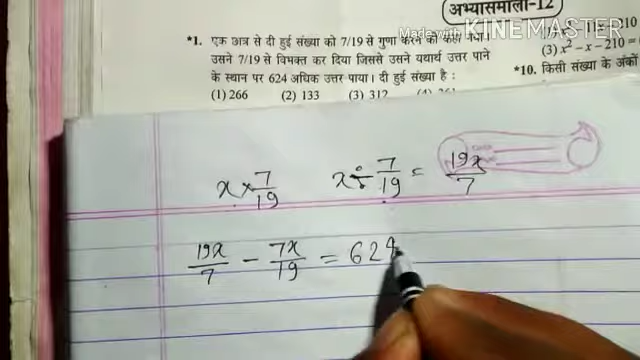 अभ्यासमाला-12
Made with KINEMASTER
*1. एक छात्र से दी हुई संख्या को 7/19 से गुणा करने को कहा गया।
उसने 7/19 से विभक्त कर दिया जिससे उसने यथार्थ उत्तर पाने
के स्थान पर 624 अधिक उत्तर पाया। दी हुई संख्या है :
(1) 266 (2) 133 (3) 312
(3) x² − x − 210 =
*10. किसी संख्या के अंकों
x × 7/19 x ÷ 7/19 = 19x/7
19x/7 − 7x/19 = 624